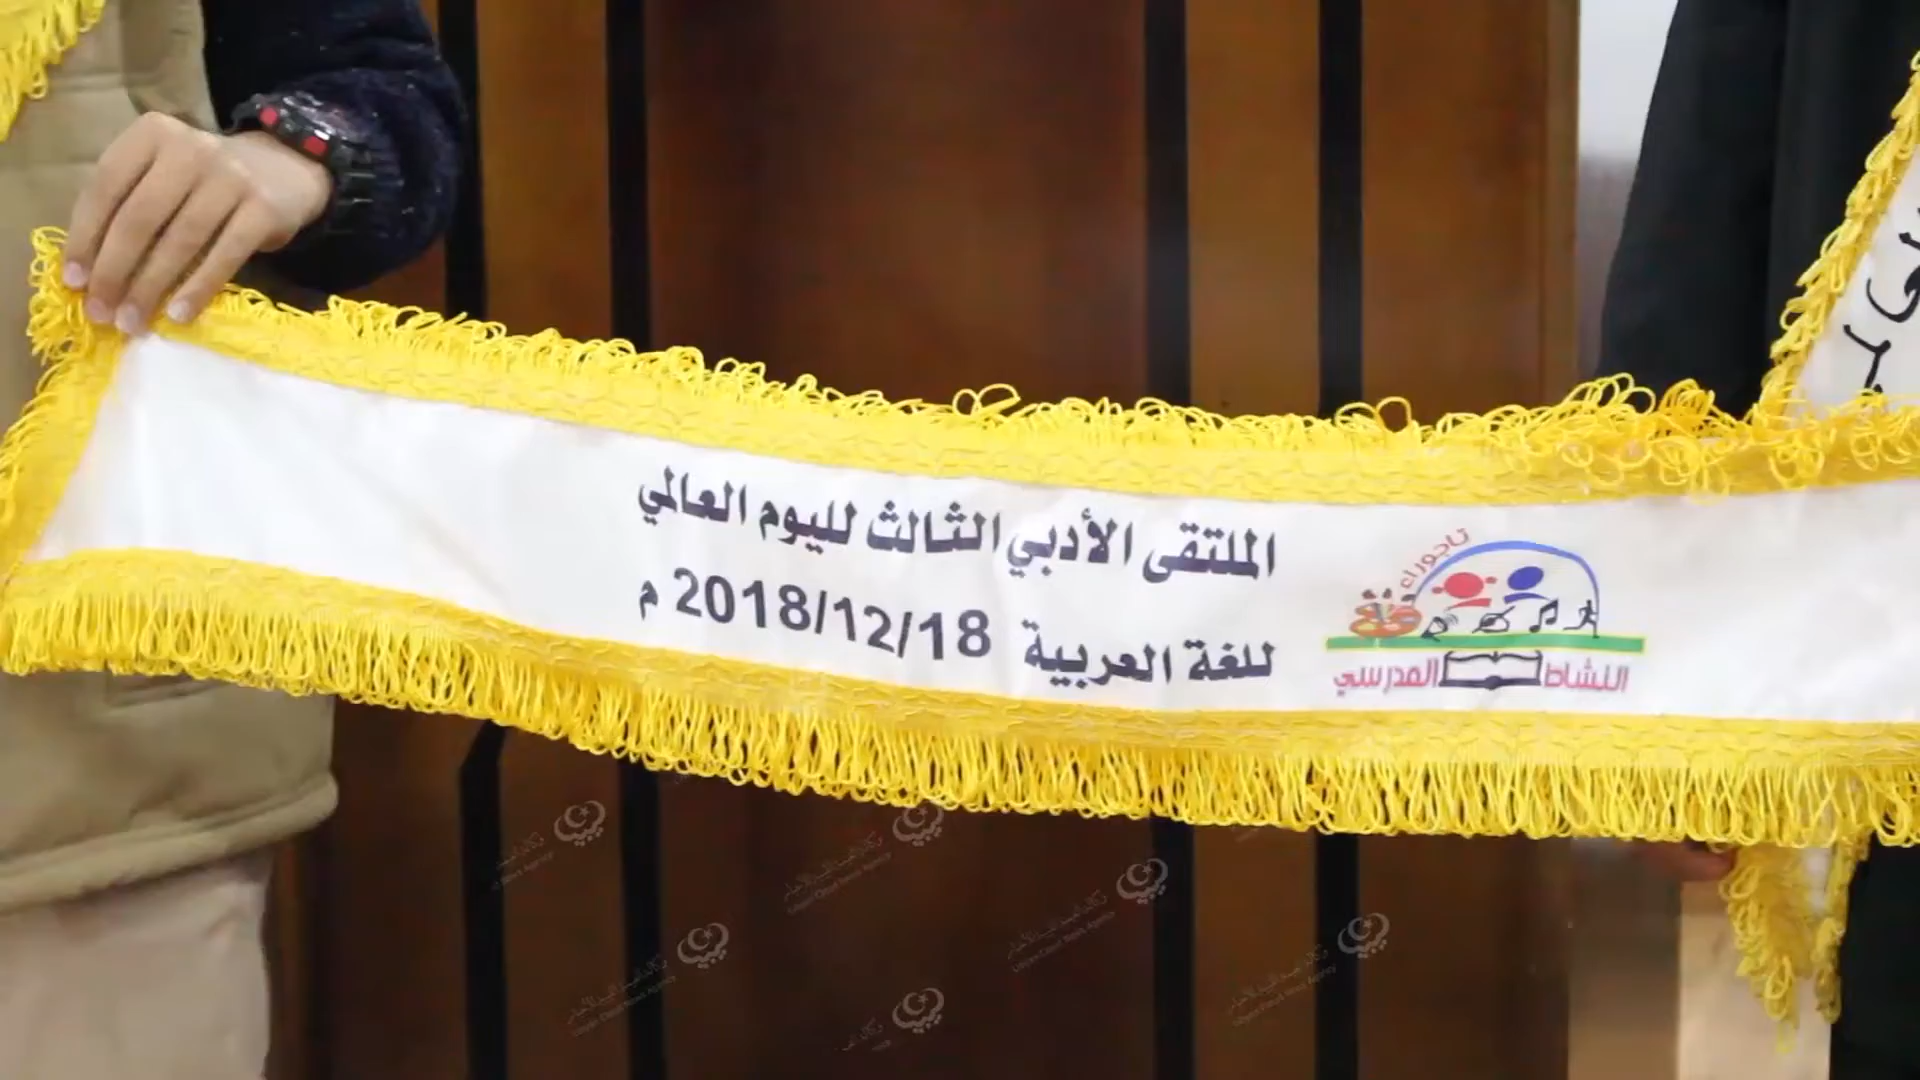 الملتقى الأدبي الثالث لليوم العالمي
للغة العربية 2018/12/18 م
تاجوراء
النشاط المدرسي